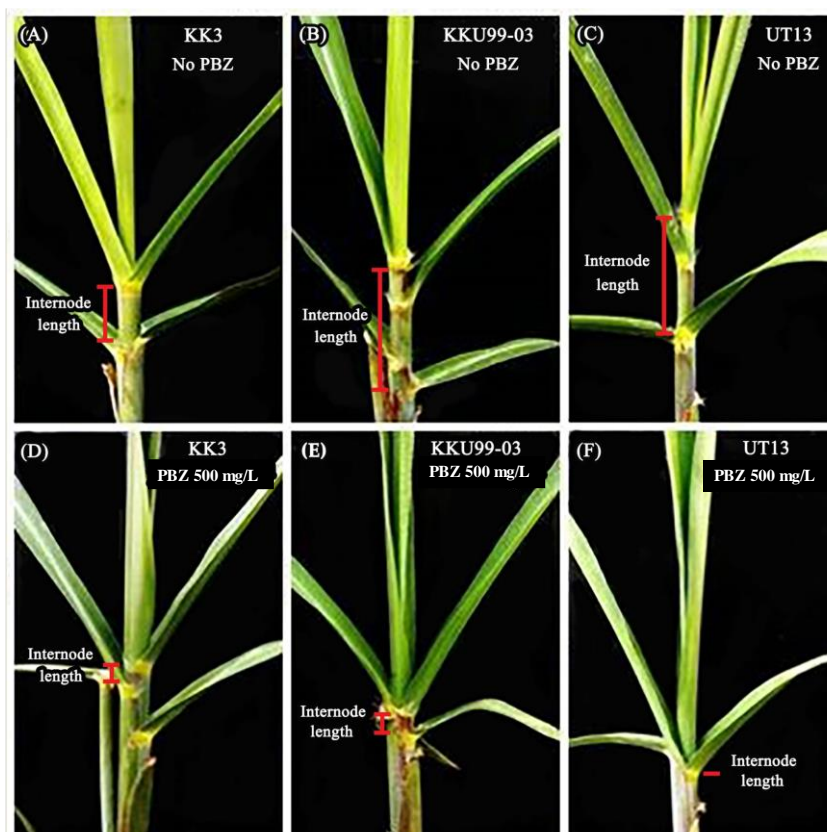 (A)
KK3
No PBZ
Internode
length
(B)
KKU99-03
No PBZ
Internode
length
(C)
UT13
No PBZ
Internode
length
(D)
KK3
PBZ 500 mg/L
Internode
length
(E)
KKU99-03
PBZ 500 mg/L
Internode
length
(F)
UT13
PBZ 500 mg/L
Internode
length